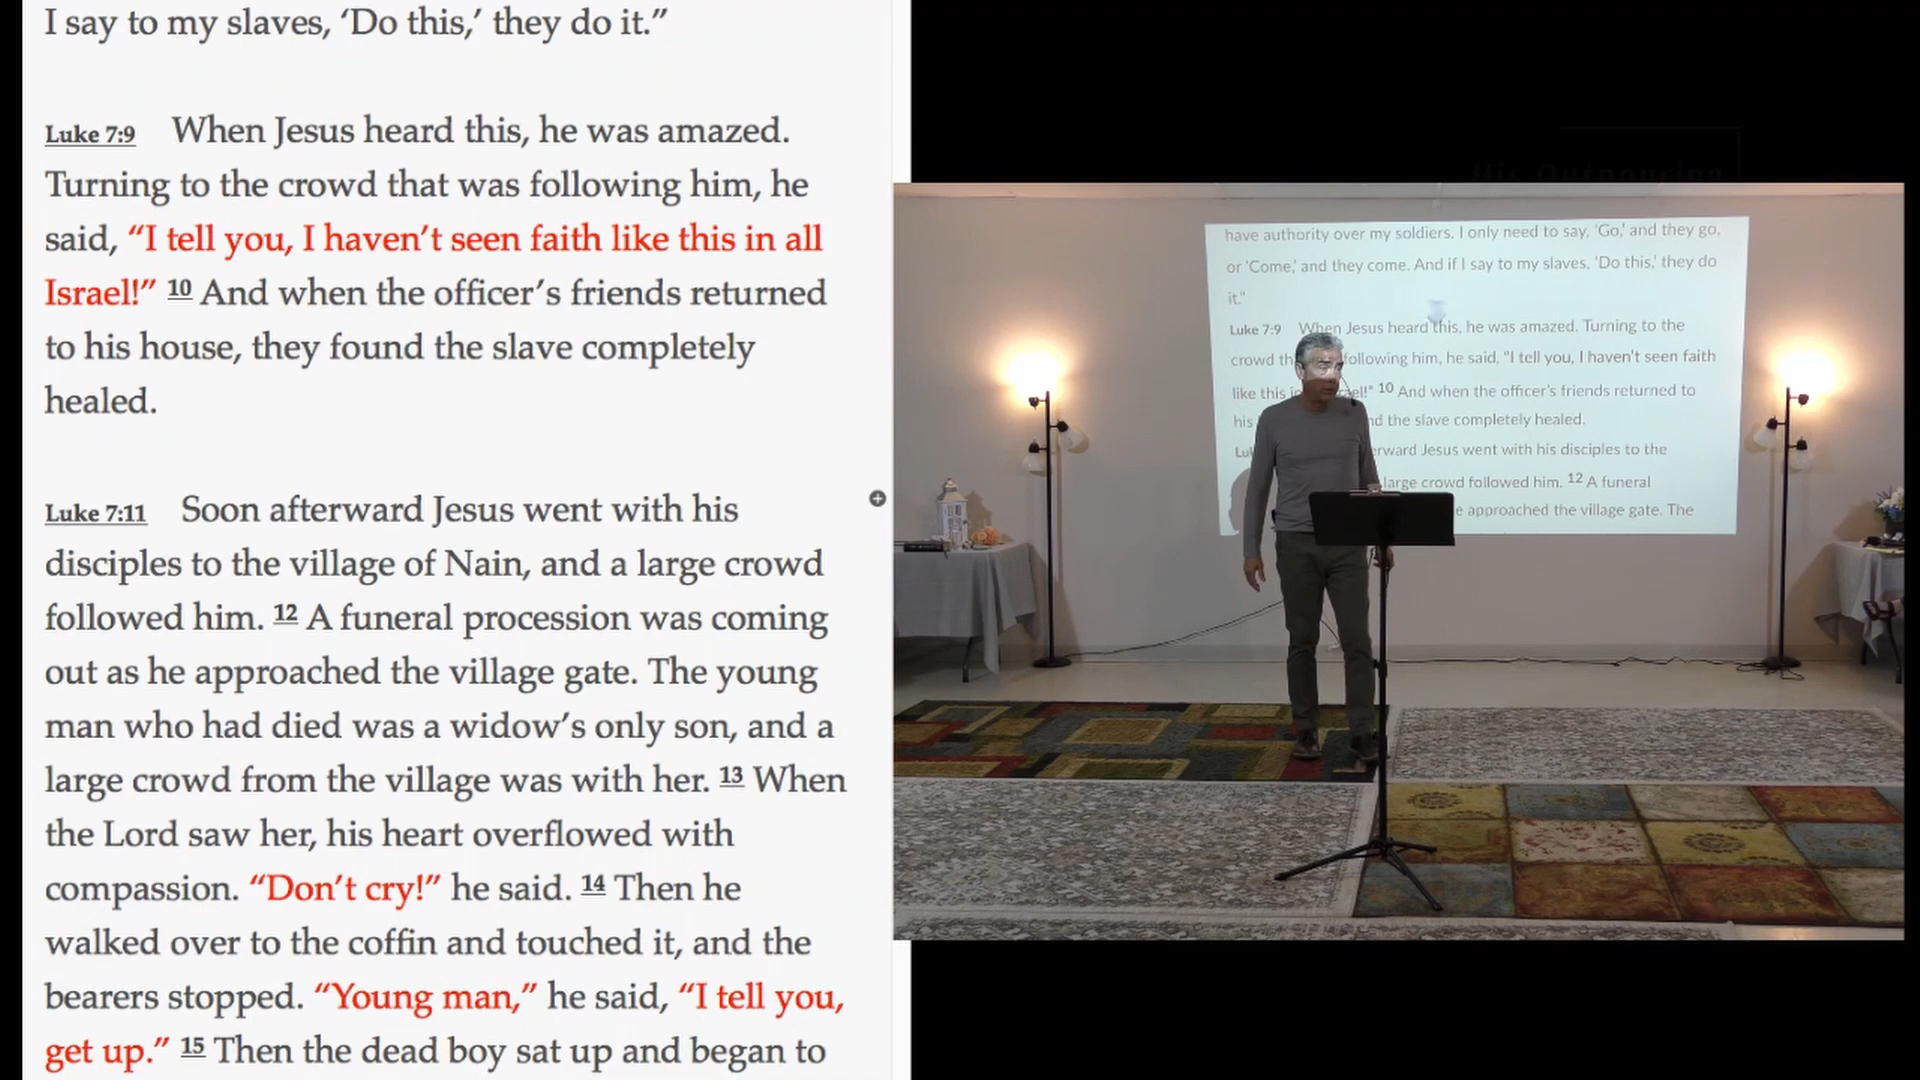 I say to my slaves, ‘Do this,’ they do it.”
Luke 7:9 When Jesus heard this, he was amazed.
Turning to the crowd that was following him, he
said, “I tell you, I haven’t seen faith like this in all
Israel!” 10 And when the officer’s friends returned
to his house, they found the slave completely
healed.
Luke 7:11 Soon afterward Jesus went with his
disciples to the village of Nain, and a large crowd
followed him. 12 A funeral procession was coming
out as he approached the village gate. The young
man who had died was a widow’s only son, and a
large crowd from the village was with her. 13 When
the Lord saw her, his heart overflowed with
compassion. “Don’t cry!” he said. 14 Then he
walked over to the coffin and touched it, and the
bearers stopped. “Young man,” he said, “I tell you,
get up.” 15 Then the dead boy sat up and began to
His Outpouring
have authority over my soldiers. I only need to say, 'Go,' and they go,
or 'Come,' and they come. And if I say to my slaves, 'Do this,' they do
it."
Luke 7:9 When Jesus heard this, he was amazed. Turning to the
crowd following him, he said, "I tell you, I haven't seen faith
like this 10 And when the officer's friends returned to
his the slave completely healed.
Jesus went with his disciples to the
large crowd followed him. 12 A funeral
approached the village gate. The